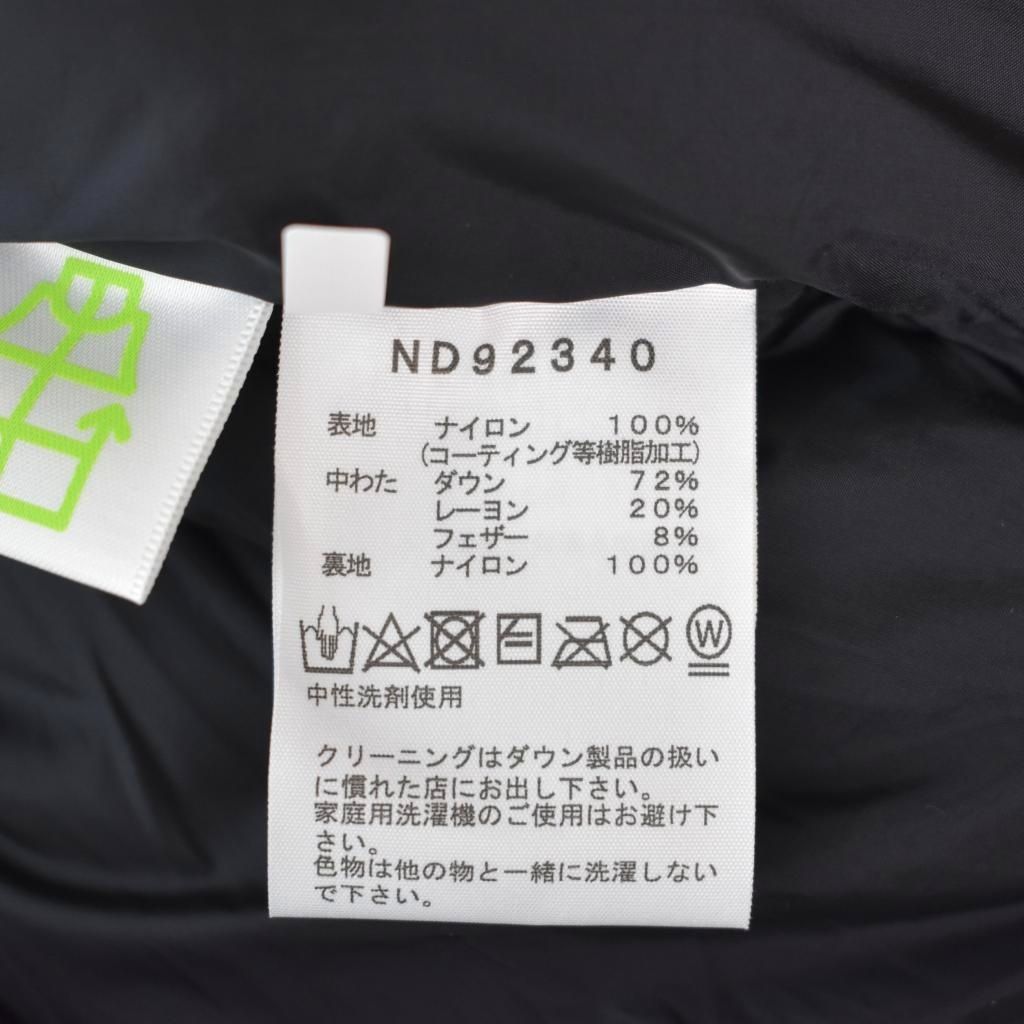 ND92340
表地 ナイロン 100%
(コーティング等樹脂加工)
中わた ダウン 72%
レーヨン 20%
フェザー 8%
裏地 ナイロン 100%
W
中性洗剤使用
クリーニングはダウン製品の扱い
に慣れた店にお出し下さい。
家庭用洗濯機のご使用はお避け下
さい。
色物は他の物と一緒に洗濯しない
で下さい。